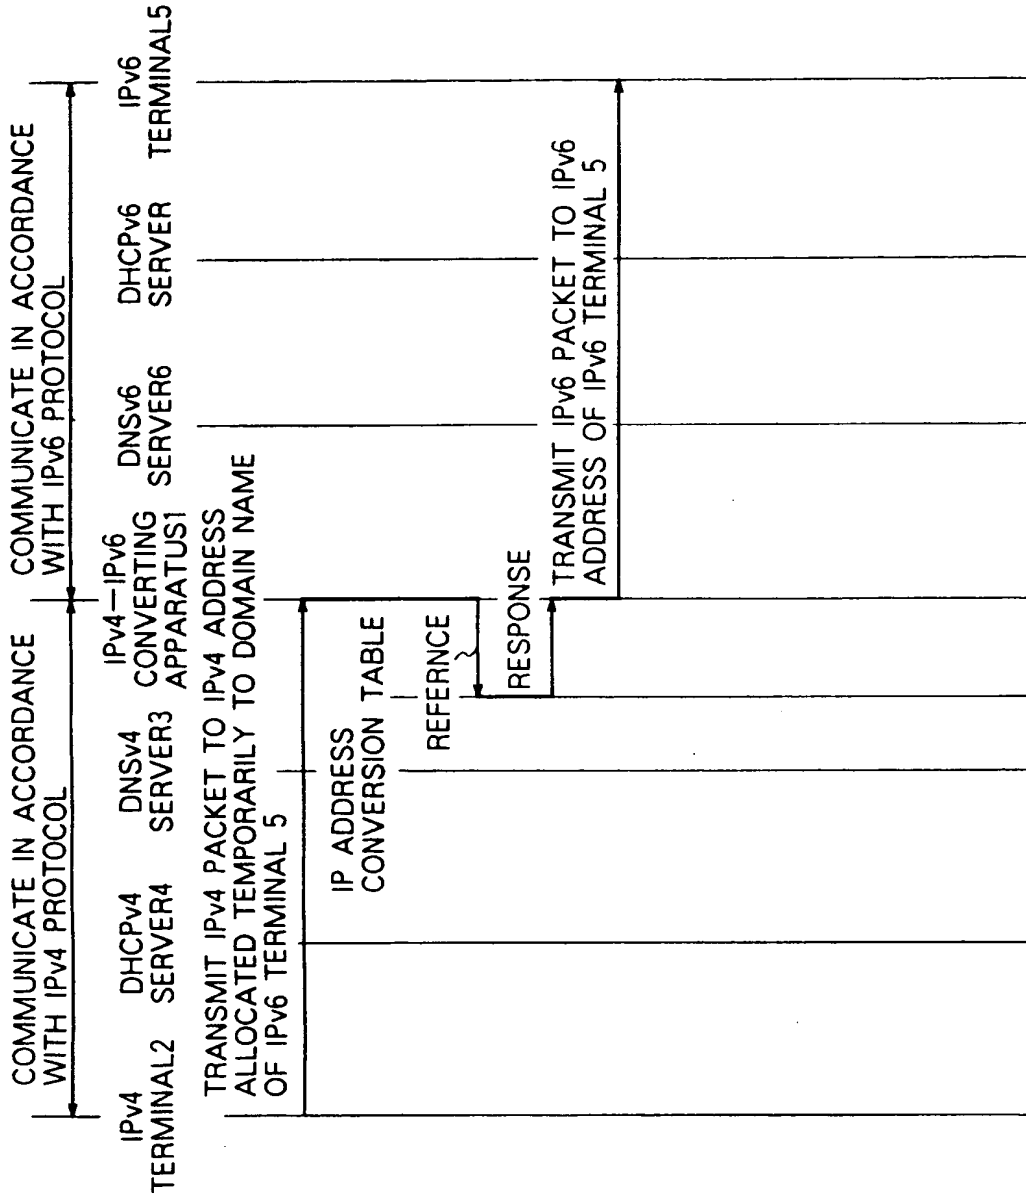 COMMUNICATE IN ACCORDANCE
WITH IPv4 PROTOCOL
COMMUNICATE IN ACCORDANCE
WITH IPv6 PROTOCOL
IPv4
TERMINAL2
DHCPv4
SERVER4
DNSv4
SERVER3
IPv4—IPv6
CONVERTING
APPARATUS1
DNSv6
SERVER6
DHCPv6
SERVER
IPv6
TERMINAL5
TRANSMIT IPv4 PACKET TO IPv4 ADDRESS
ALLOCATED TEMPORARILY TO DOMAIN NAME
OF IPv6 TERMINAL 5
IP ADDRESS
CONVERSION TABLE
REFERNCE
RESPONSE
TRANSMIT IPv6 PACKET TO IPv6
ADDRESS OF IPv6 TERMINAL 5